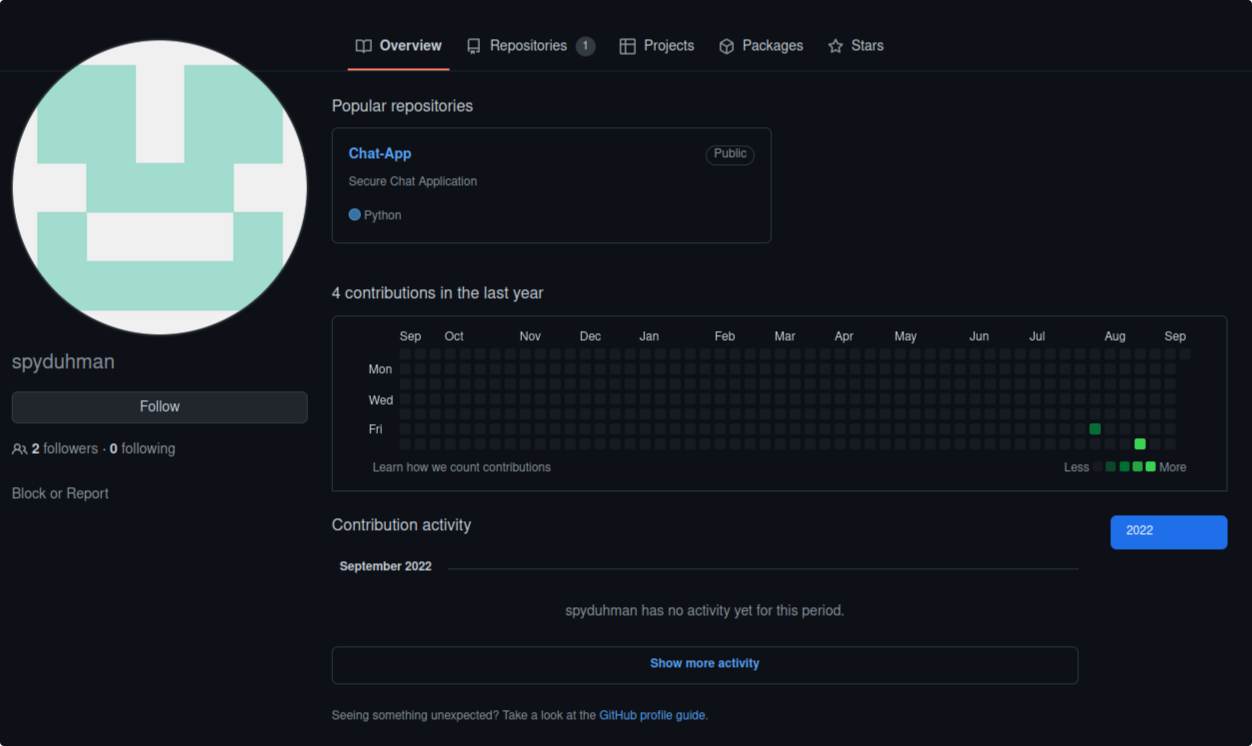 Overview Repositories 1 Projects Packages Stars
spyduhman
Follow
2 followers · 0 following
Block or Report
Popular repositories
Chat-App Public
Secure Chat Application
Python
4 contributions in the last year
Sep Oct Nov Dec Jan Feb Mar Apr May Jun Jul Aug Sep
Mon
Wed
Fri
Learn how we count contributions Less More
Contribution activity
2022
September 2022
spyduhman has no activity yet for this period.
Show more activity
Seeing something unexpected? Take a look at the GitHub profile guide.